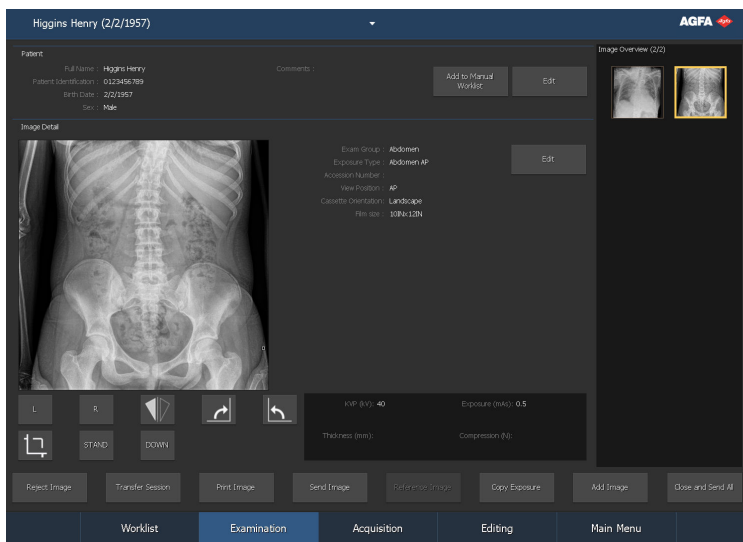 Higgins Henry (2/2/1957)
AGFA
Patient
Full Name : Higgins Henry
Comments :
Patient Identification : 0123456789
Birth Date : 2/2/1957
Sex : Male
Add to Manual
Worklist
Edit
Image Overview (2/2)
Image Detail
Exam Group : Abdomen
Exposure Type : Abdomen AP
Accession Number :
View Position : AP
Cassette Orientation: Landscape
Film size : 10INx12IN
Edit
L
R
STAND
DOWN
KVP (kV): 40
Exposure (mAs): 0.5
Thickness (mm):
Compression (N):
Reject Image
Transfer Session
Print Image
Send Image
Reference Image
Copy Exposure
Add Image
Close and Send All
Worklist
Examination
Acquisition
Editing
Main Menu